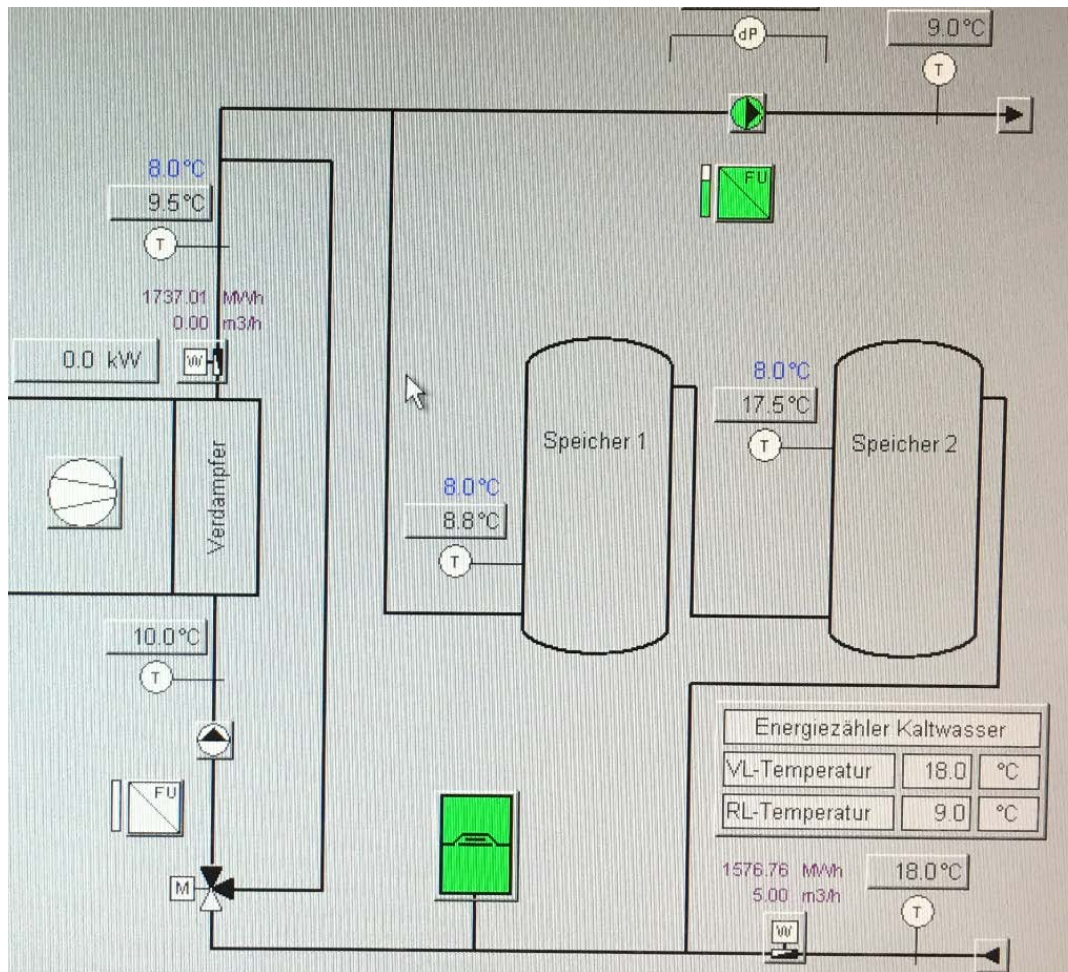 dP
9.0°C
T
8.0°C
9.5°C
T
FU
1737.01 MWh
0.00 m3/h
0.0 kW
W
Verdampfer
Speicher 1
8.0°C
8.8°C
T
8.0°C
17.5°C
T
Speicher 2
10.0°C
T
FU
M
Energiezähler Kaltwasser
VL-Temperatur 18.0 °C
RL-Temperatur 9.0 °C
1576.76 MWh
5.00 m3/h
W
18.0°C
T